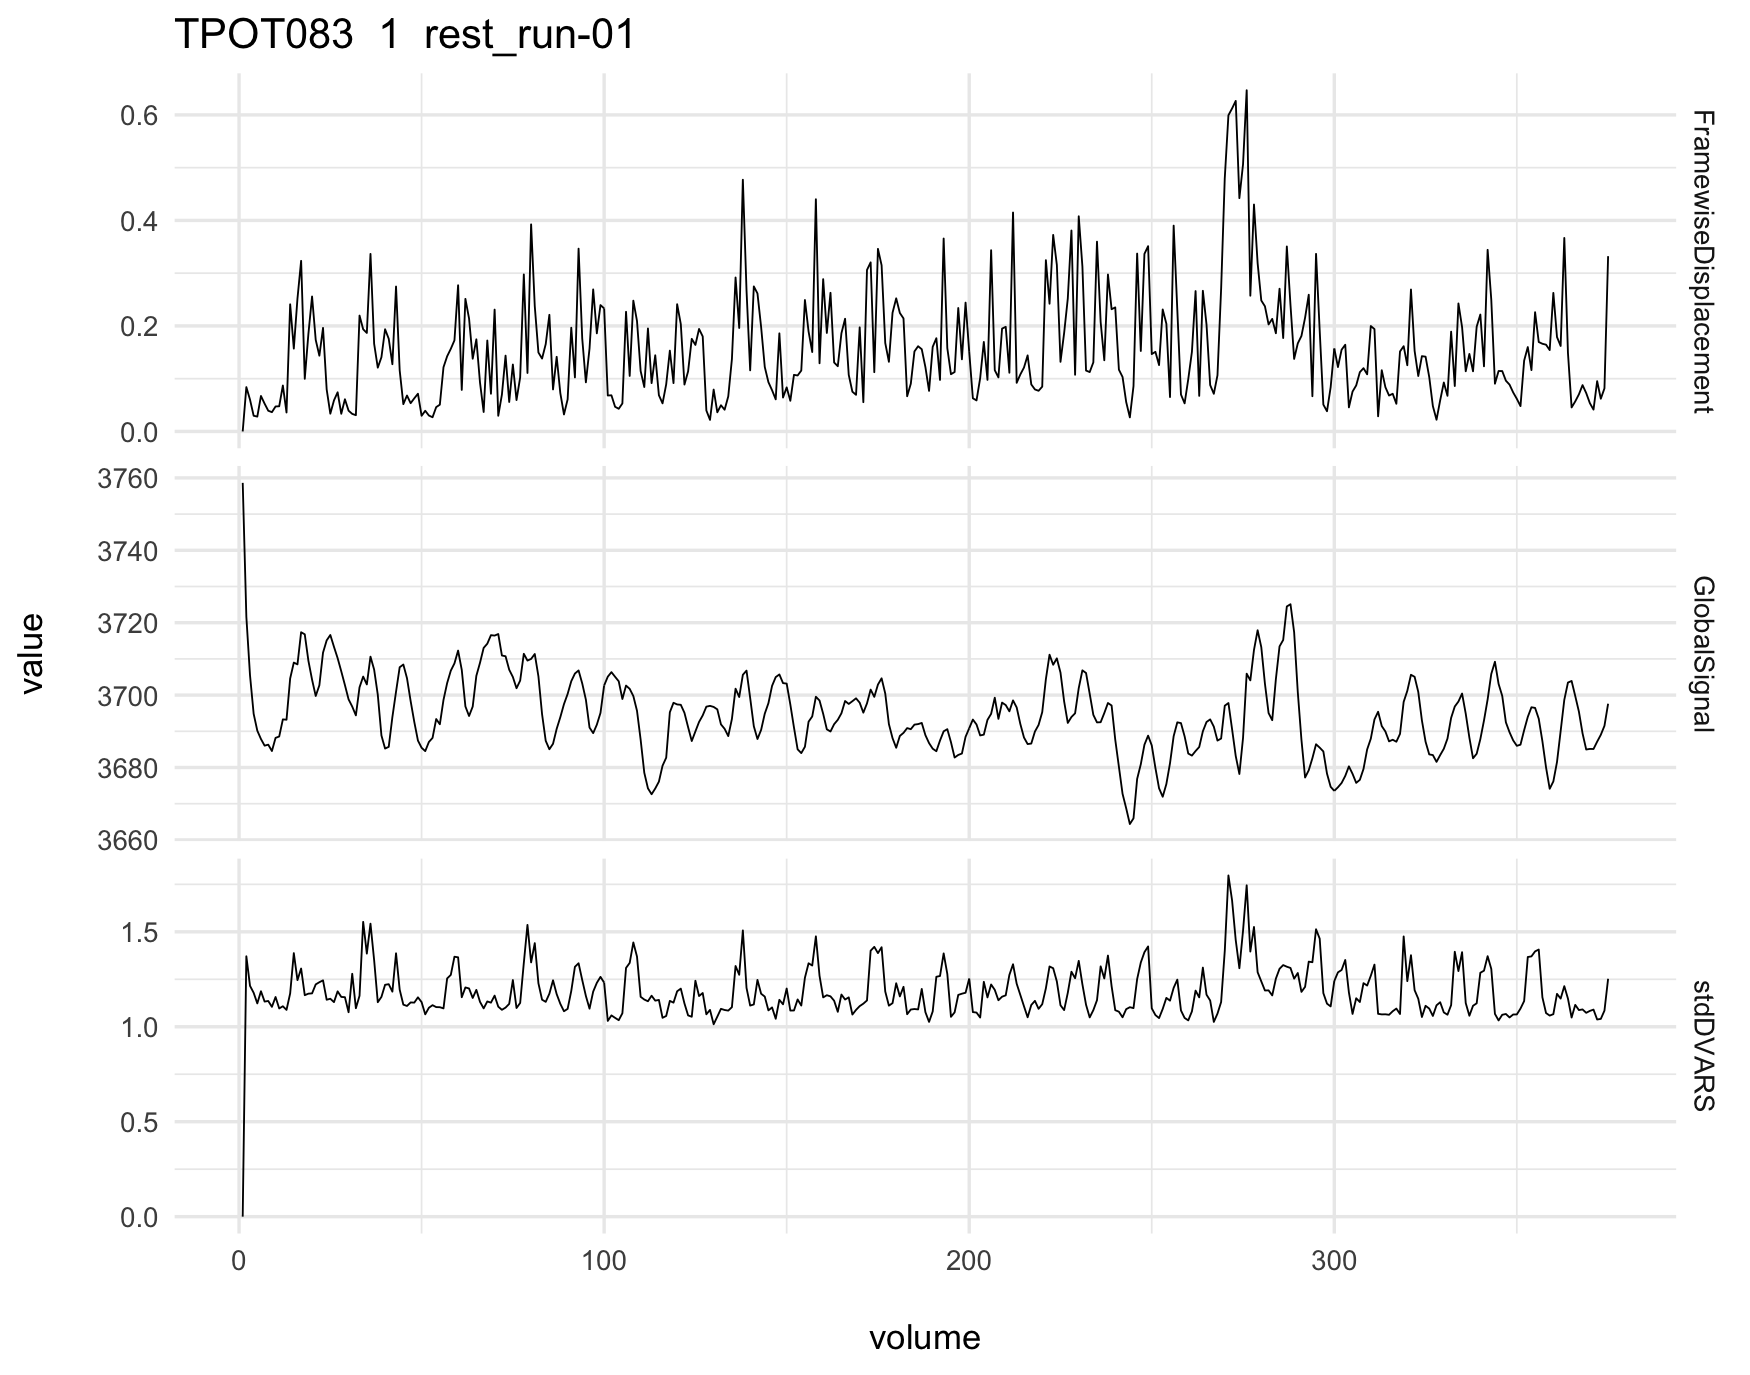 TPOT083 1 rest_run-01
0.6
0.4
0.2
0.0
FramewiseDisplacement
3760
3740
3720
3700
3680
3660
GlobalSignal
value
1.5
1.0
0.5
0.0
stdDVARS
0 100 200 300
volume